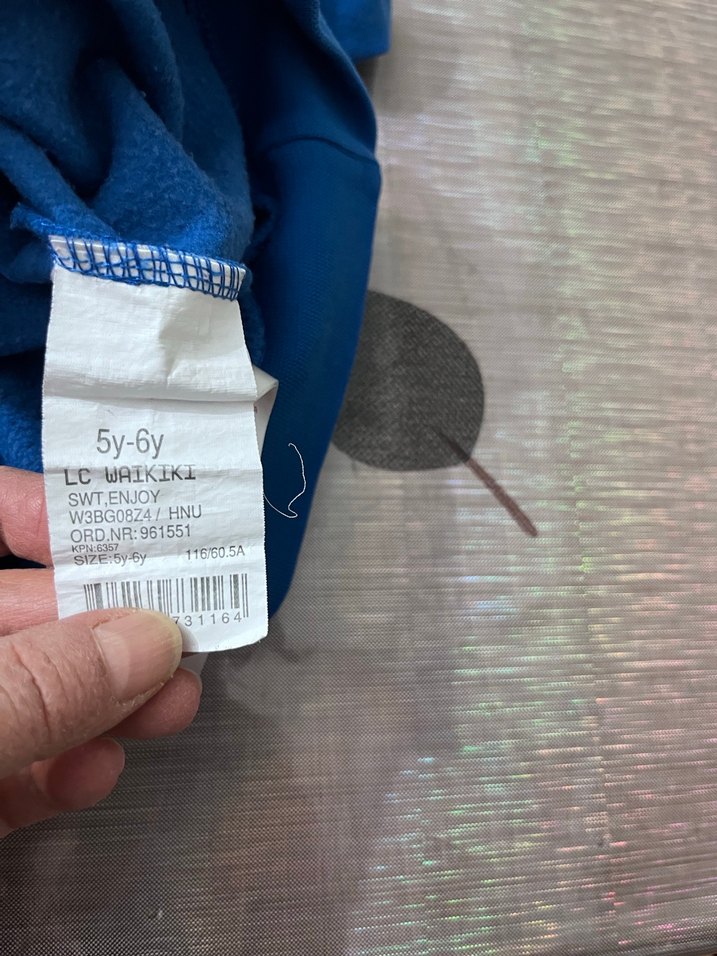 5y-6y
LC WAIKIKI
SWT,ENJOY
W3BG08Z4 / HNU
ORD.NR:961551
KPN:6357
SIZE:5y-6y 116/60.5A
731164